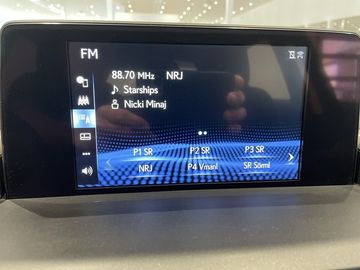 FM
88.70 MHz NRJ
Starships
Nicki Minaj
P1 SR P2 SR P3 SR
NRJ P4 Vmanl SR Sörml